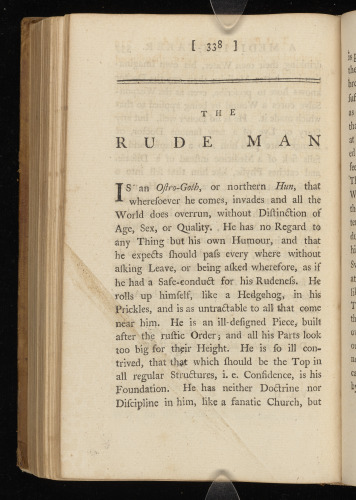 [ 338 ]
THE
RUDE MAN
IS an Ostro-Goth, or northern Hun, that
wheresoever he comes, invades and all the
World does overrun, without Distinction of
Age, Sex, or Quality. He has no Regard to
any Thing but his own Humour, and that
he expects should pass every where without
asking Leave, or being asked wherefore, as if
he had a Safe-conduct for his Rudeness. He
rolls up himself, like a Hedgehog, in his
Prickles, and is as untractable to all that come
near him. He is an ill-designed Piece, built
after the rustic Order; and all his Parts look
too big for their Height. He is so ill con-
trived, that that which should be the Top in
all regular Structures, i. e. Confidence, is his
Foundation. He has neither Doctrine nor
Discipline in him, like a fanatic Church, but